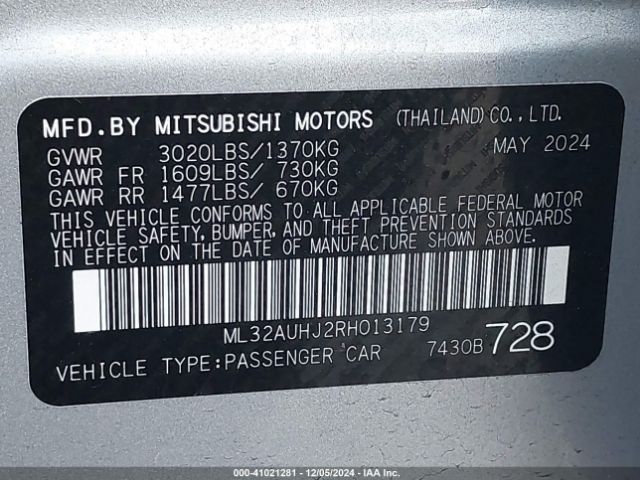 MFD.BY MITSUBISHI MOTORS (THAILAND)CO.,LTD.
GVWR 3020LBS/1370KG MAY 2024
GAWR FR 1609LBS/ 730KG
GAWR RR 1477LBS/ 670KG
THIS VEHICLE CONFORMS TO ALL APPLICABLE FEDERAL MOTOR
VEHICLE SAFETY, BUMPER, AND THEFT PREVENTION STANDARDS
IN EFFECT ON THE DATE OF MANUFACTURE SHOWN ABOVE.
ML32AUHJ2RH013179
VEHICLE TYPE:PASSENGER CAR 7430B 728
000-41021281 - 12/05/2024 - IAA Inc.